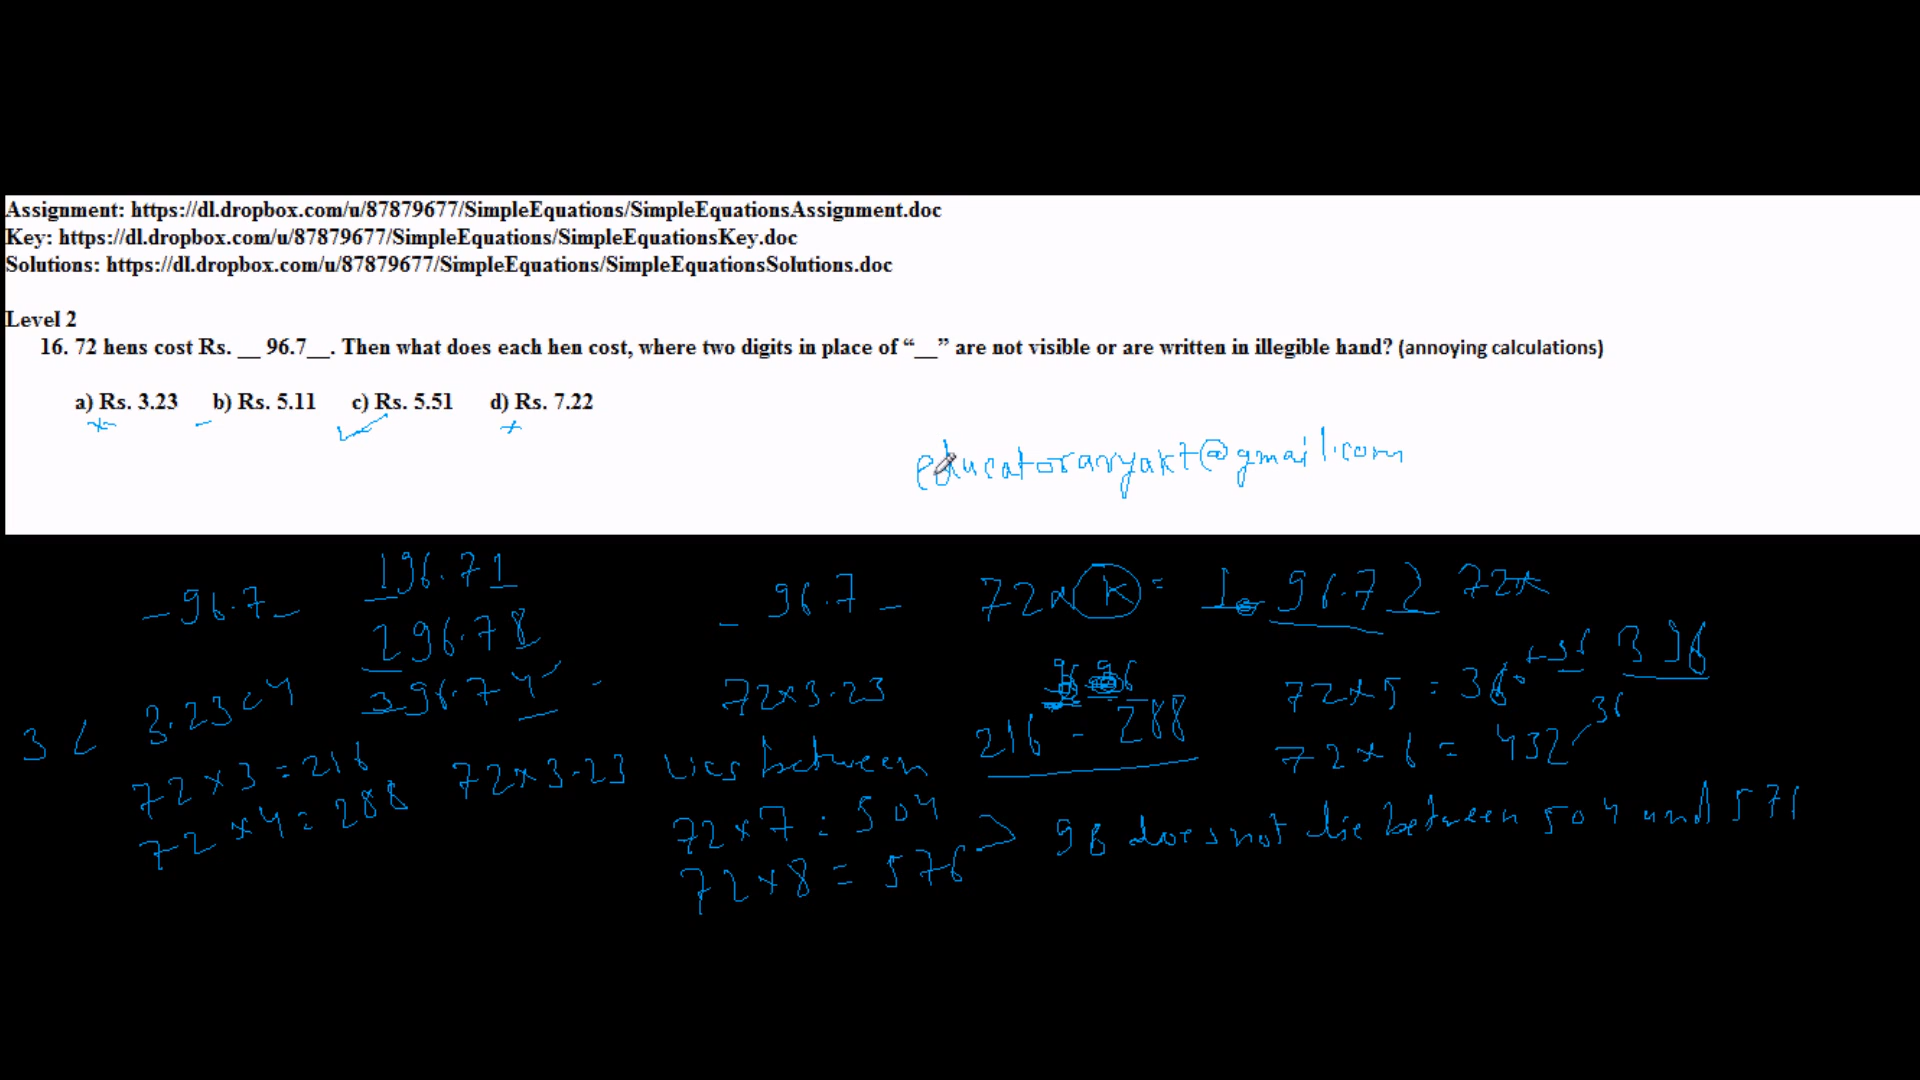 Assignment: https://dl.dropbox.com/u/87879677/SimpleEquations/SimpleEquationsAssignment.doc
Key: https://dl.dropbox.com/u/87879677/SimpleEquations/SimpleEquationsKey.doc
Solutions: https://dl.dropbox.com/u/87879677/SimpleEquations/SimpleEquationsSolutions.doc
Level 2
16. 72 hens cost Rs. __ 96.7__. Then what does each hen cost, where two digits in place of “__” are not visible or are written in illegible hand? (annoying calculations)
a) Rs. 3.23 b) Rs. 5.11 c) Rs. 5.51 d) Rs. 7.22
educatoraryakt@gmail.com
_96.7_ 196.71 _96.7_ 72×k = 1 96.72 72×
296.78
3 < 3.23<4 396.74 72×3.23 72×5 = 360 +36 396
216 - 288
72×3=216 72×3.23 lies between 72×6 = 432 36
72×4=288 72×7 = 504
72×8 = 576 > 96 does not lie between 504 and 576